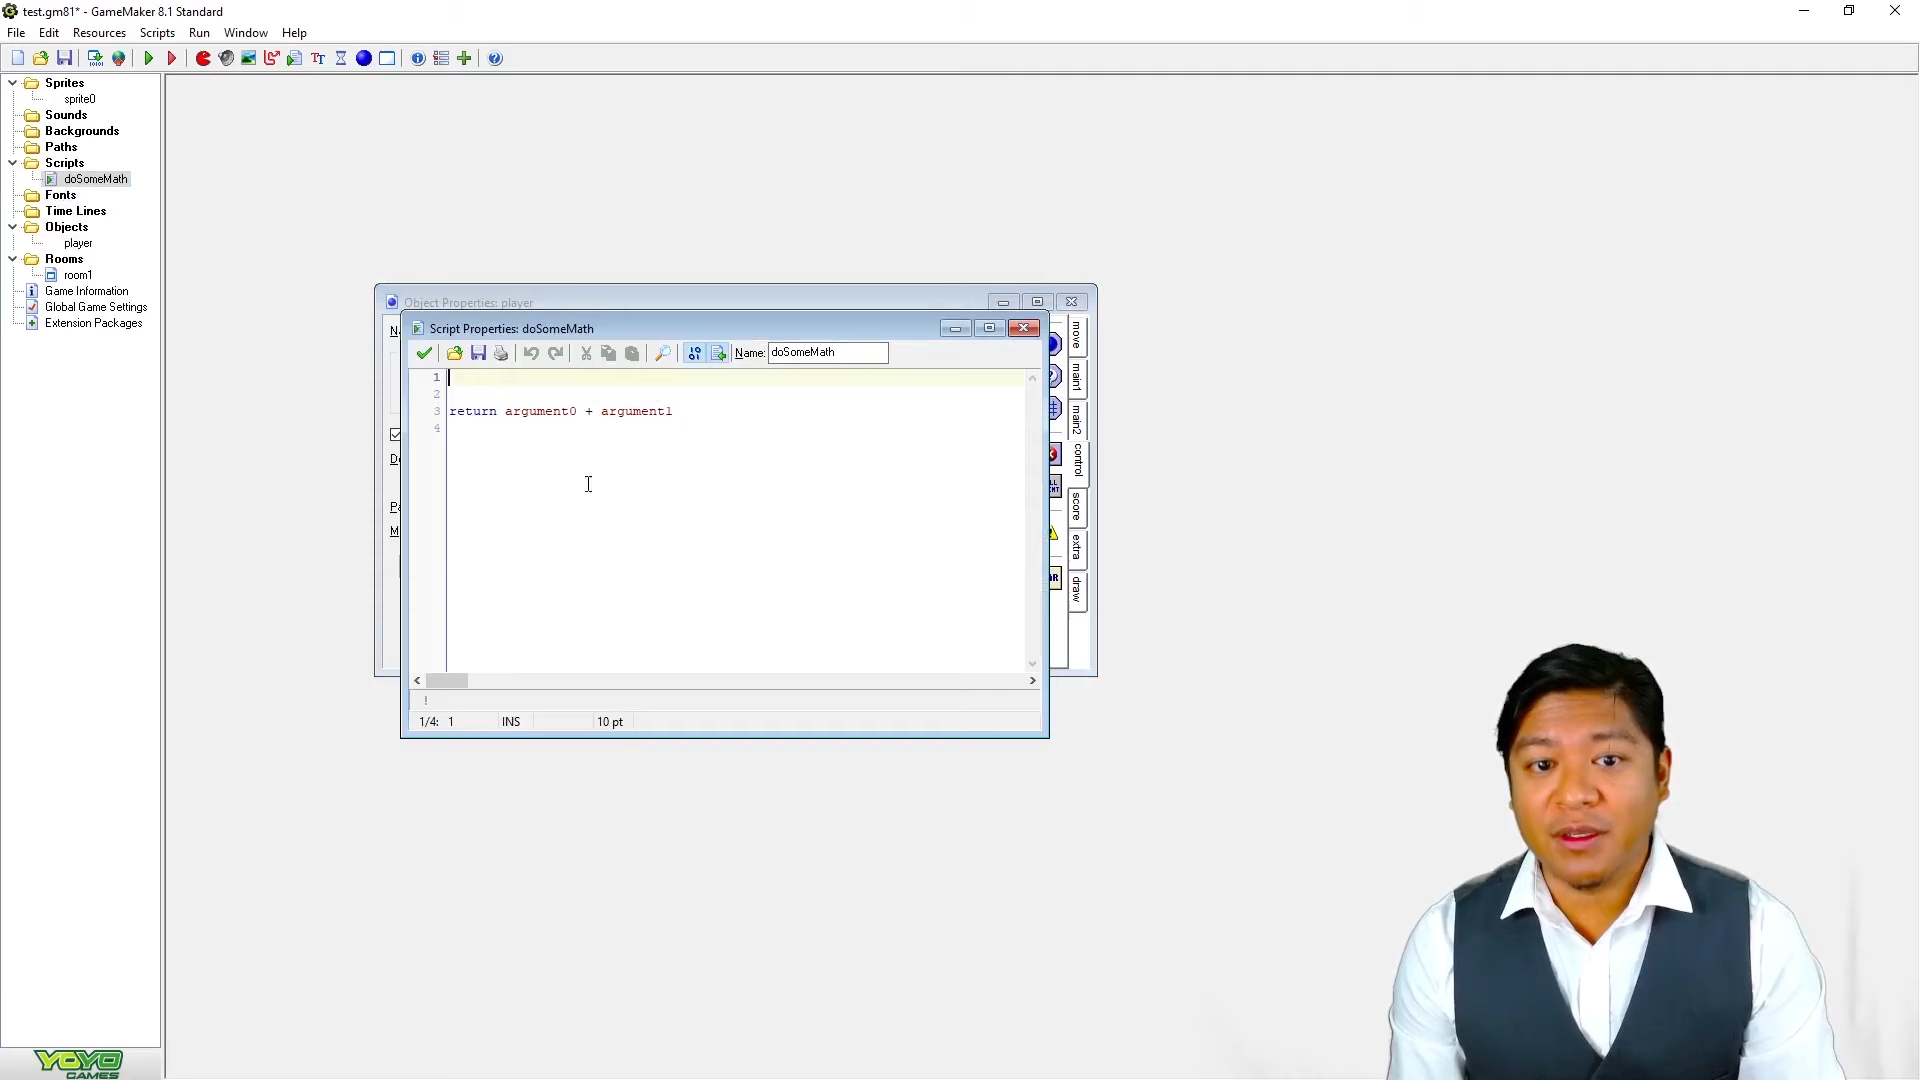 test.gm81* - GameMaker 8.1 Standard
File Edit Resources Scripts Run Window Help
Sprites
sprite0
Sounds
Backgrounds
Paths
Scripts
doSomeMath
Fonts
Time Lines
Objects
player
Rooms
room1
Game Information
Global Game Settings
Extension Packages
YOYO
GAMES
Object Properties: player
Script Properties: doSomeMath
Name: doSomeMath
1
2
3 return argument0 + argument1
4
1/4: 1 INS 10 pt
move
main1
main2
control
score
extra
draw